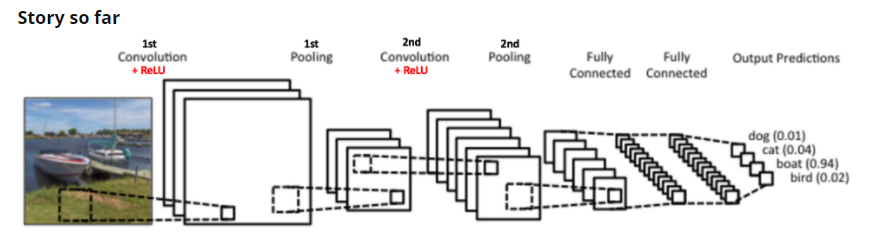 Story so far
1st
Convolution
+ ReLU
1st
Pooling
2nd
Convolution
+ ReLU
2nd
Pooling
Fully
Connected
Fully
Connected
Output Predictions
dog (0.01)
cat (0.04)
boat (0.94)
bird (0.02)